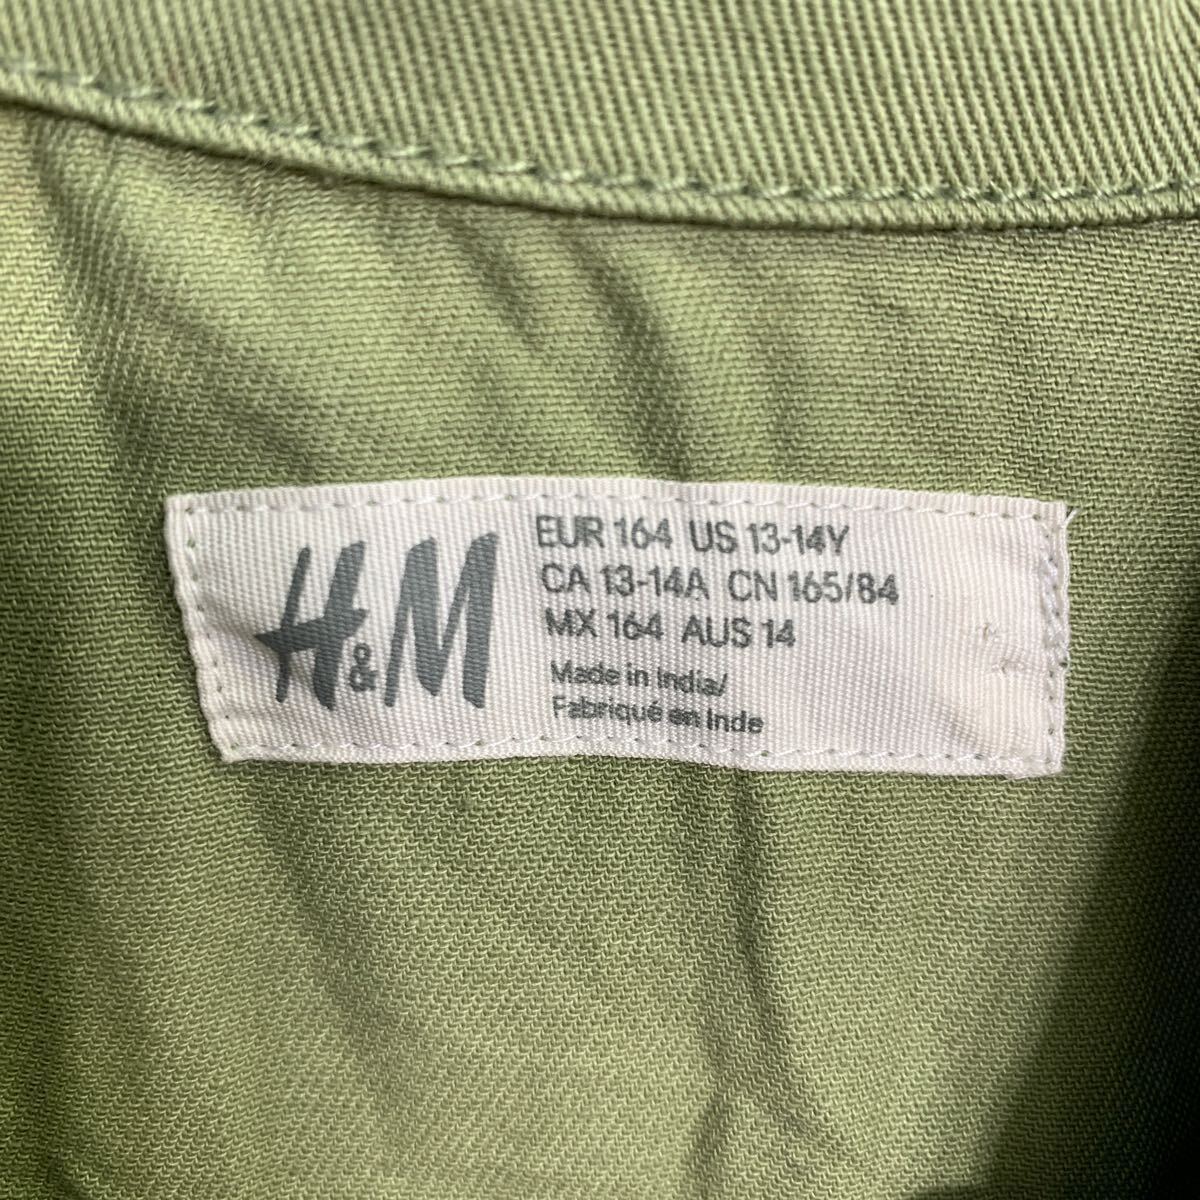 H&M
EUR 164 US 13-14Y
CA 13-14A CN 165/84
MX 164 AUS 14
Made in India/
Fabriqué en Inde